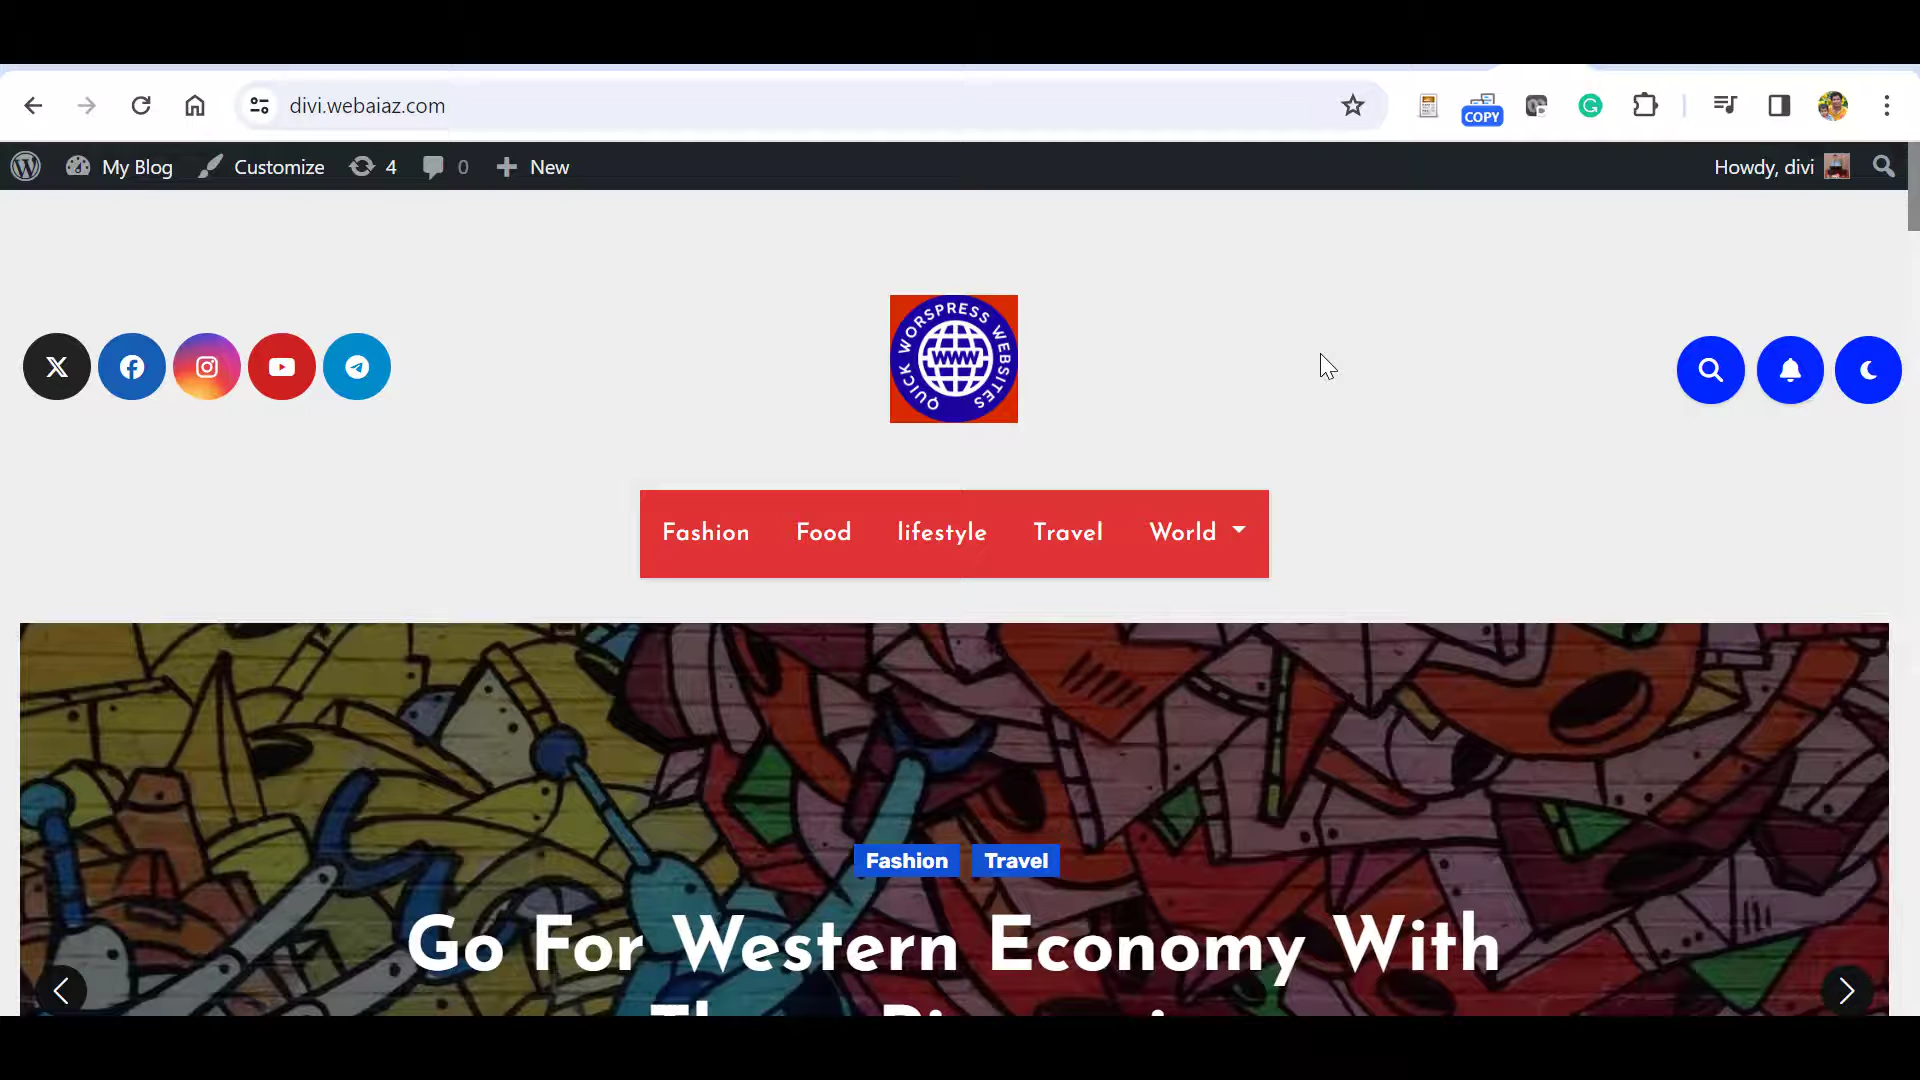 divi.webaiaz.com
COPY
My Blog Customize 4 0 New Howdy, divi
QUICK WORSPRESS WEBSITES
WWW
Fashion Food lifestyle Travel World
Fashion Travel
Go For Western Economy With